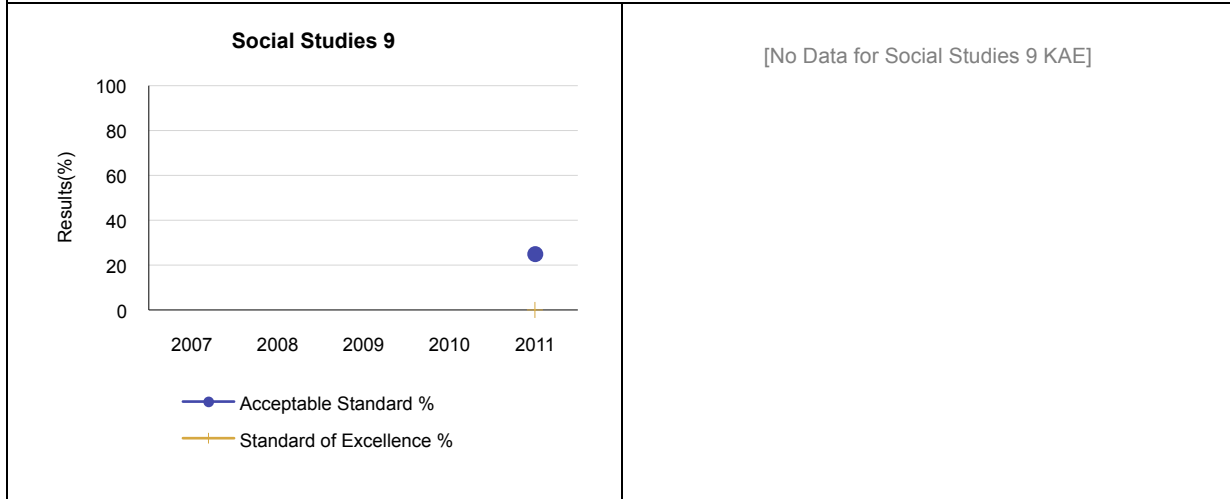 Social Studies 9
100
80
60
40
20
0
Results(%)
2007 2008 2009 2010 2011
Acceptable Standard %
Standard of Excellence %
[No Data for Social Studies 9 KAE]